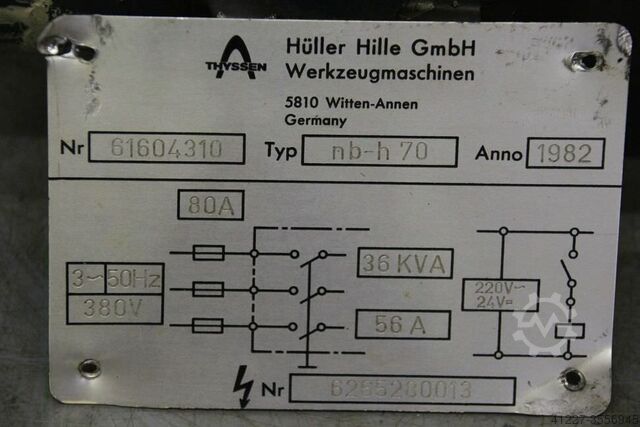 THYSSEN
Hüller Hille GmbH
Werkzeugmaschinen
5810 Witten-Annen
Germany
Nr 61604310 Typ nb-h 70 Anno 1982
80A
3~50Hz
380V
36 KVA
56 A
220V~
24V=
Nr 6265280013
41227-3556945